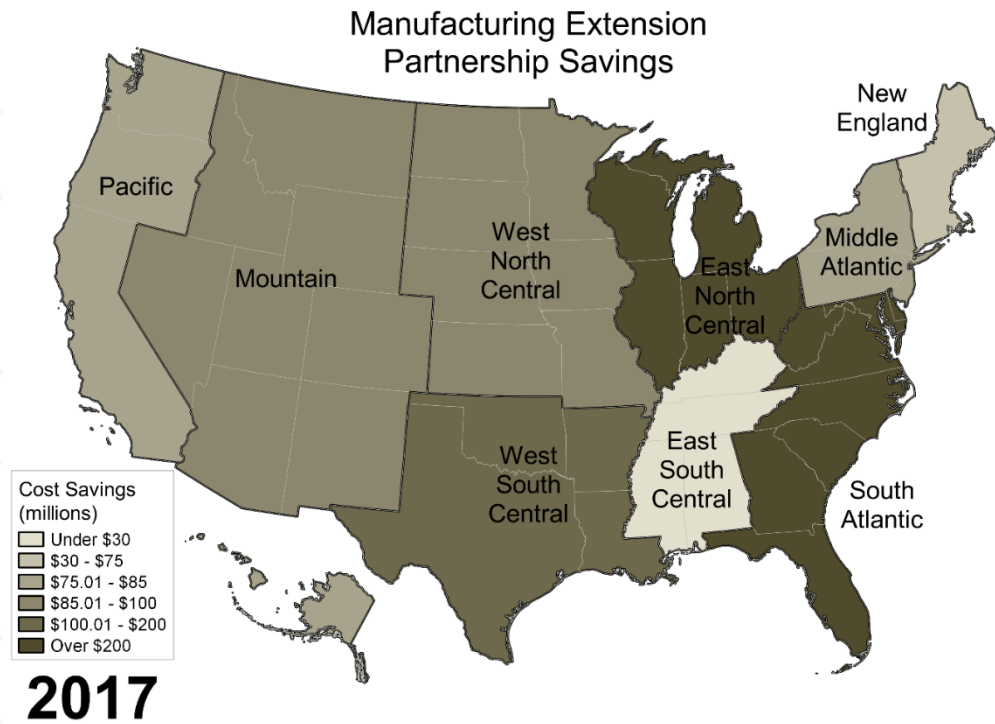 Manufacturing Extension
Partnership Savings
New
England
Pacific
West
North
Central
Middle
Atlantic
Mountain
East
North
Central
West
South
Central
East
South
Central
South
Atlantic
Cost Savings
(millions)
Under $30
$30 - $75
$75.01 - $85
$85.01 - $100
$100.01 - $200
Over $200
2017